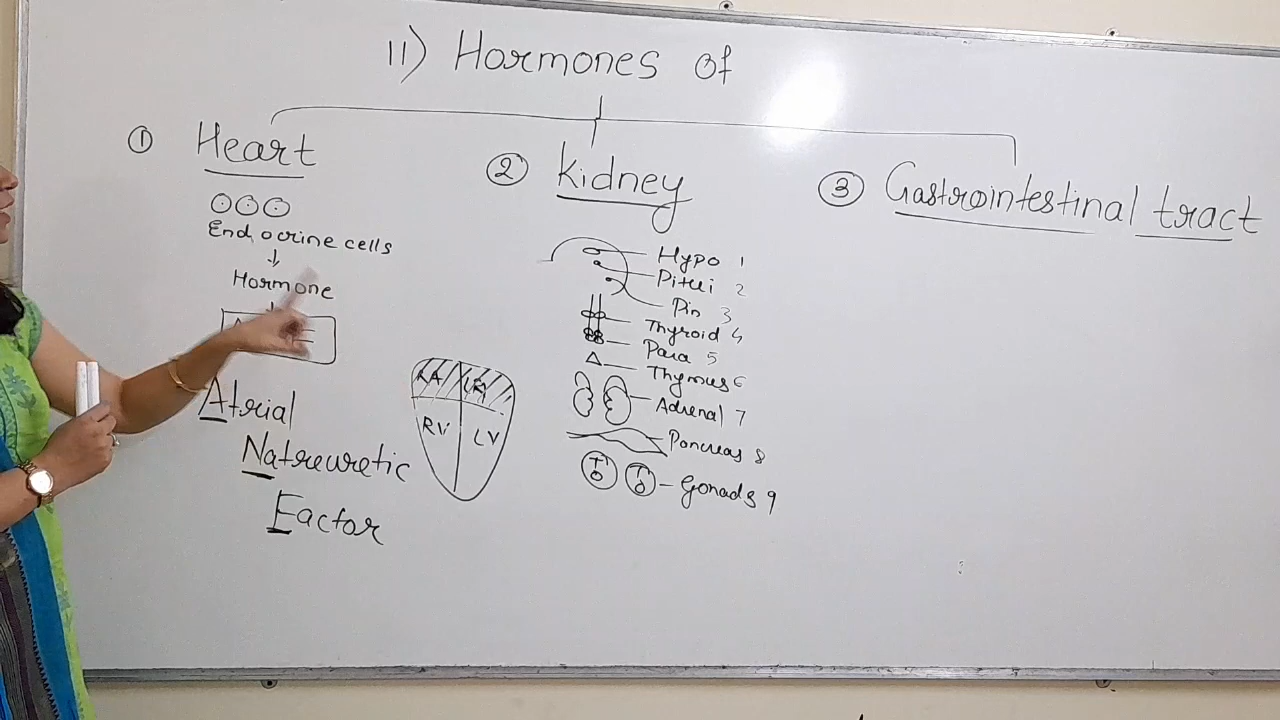 11) Hormones of
① Heart
Endocrine cells
↓
Hormone
↓
Atrial
Natreuretic
Factor
RA
RV LV
② Kidney
Hypo 1
Pitui 2
Pin 3
Thyroid 4
Para 5
Thymus 6
Adrenal 7
Pancreas 8
Gonads 9
③ Gastrointestinal tract